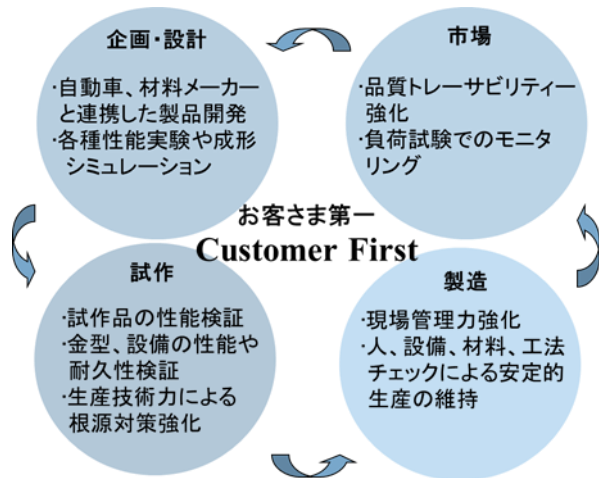 企画・設計
・自動車、材料メーカー
と連携した製品開発
・各種性能実験や成形
シミュレーション
市場
・品質トレーサビリティー
強化
・負荷試験でのモニタ
リング
お客さま第一
Customer First
試作
・試作品の性能検証
・金型、設備の性能や
耐久性検証
・生産技術力による
根源対策強化
製造
・現場管理力強化
・人、設備、材料、工法
チェックによる安定的
生産の維持